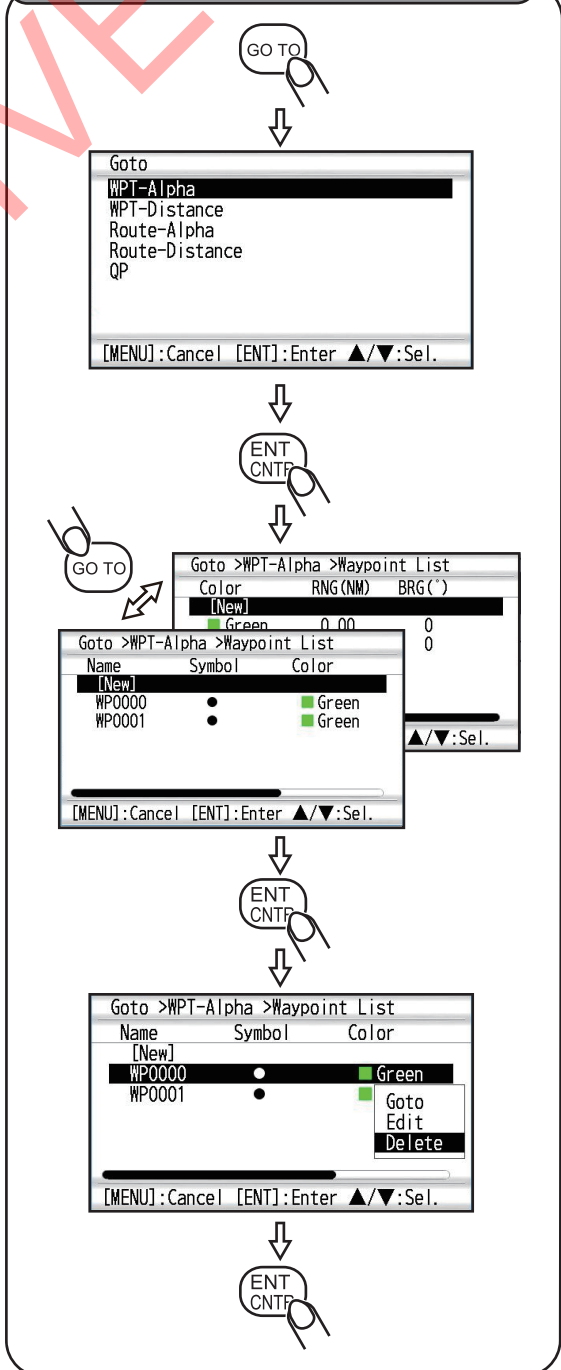 VE
GO TO
Goto
WPT-Alpha
WPT-Distance
Route-Alpha
Route-Distance
QP
[MENU]:Cancel [ENT]:Enter ▲/▼:Sel.
ENT
CNTR
GO TO
Goto >WPT-Alpha >Waypoint List
Color RNG(NM) BRG(°)
[New]
Green 0.00 0
0
▲/▼:Sel.
Goto >WPT-Alpha >Waypoint List
Name Symbol Color
[New]
WP0000 ● Green
WP0001 ● Green
[MENU]:Cancel [ENT]:Enter ▲/▼:Sel.
ENT
CNTR
Goto >WPT-Alpha >Waypoint List
Name Symbol Color
[New]
WP0000 ● Green
WP0001 ●
Goto
Edit
Delete
[MENU]:Cancel [ENT]:Enter ▲/▼:Sel.
ENT
CNTR